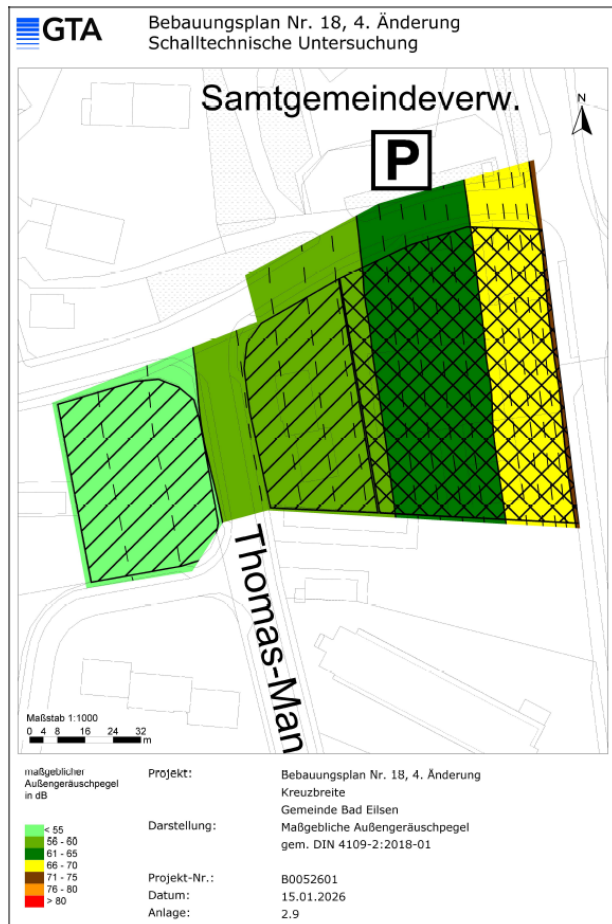 GTA
Bebauungsplan Nr. 18, 4. Änderung
Schalltechnische Untersuchung
Samtgemeindeverw.
N
P
Thomas-Man
Maßstab 1:1000
0 4 8 16 24 32
m
maßgeblicher
Außengeräuschpegel
in dB
< 55
56 - 60
61 - 65
66 - 70
71 - 75
76 - 80
> 80
Projekt: Bebauungsplan Nr. 18, 4. Änderung
Kreuzbreite
Gemeinde Bad Eilsen
Darstellung: Maßgebliche Außengeräuschpegel
gem. DIN 4109-2:2018-01
Projekt-Nr.: B0052601
Datum: 15.01.2026
Anlage: 2.9